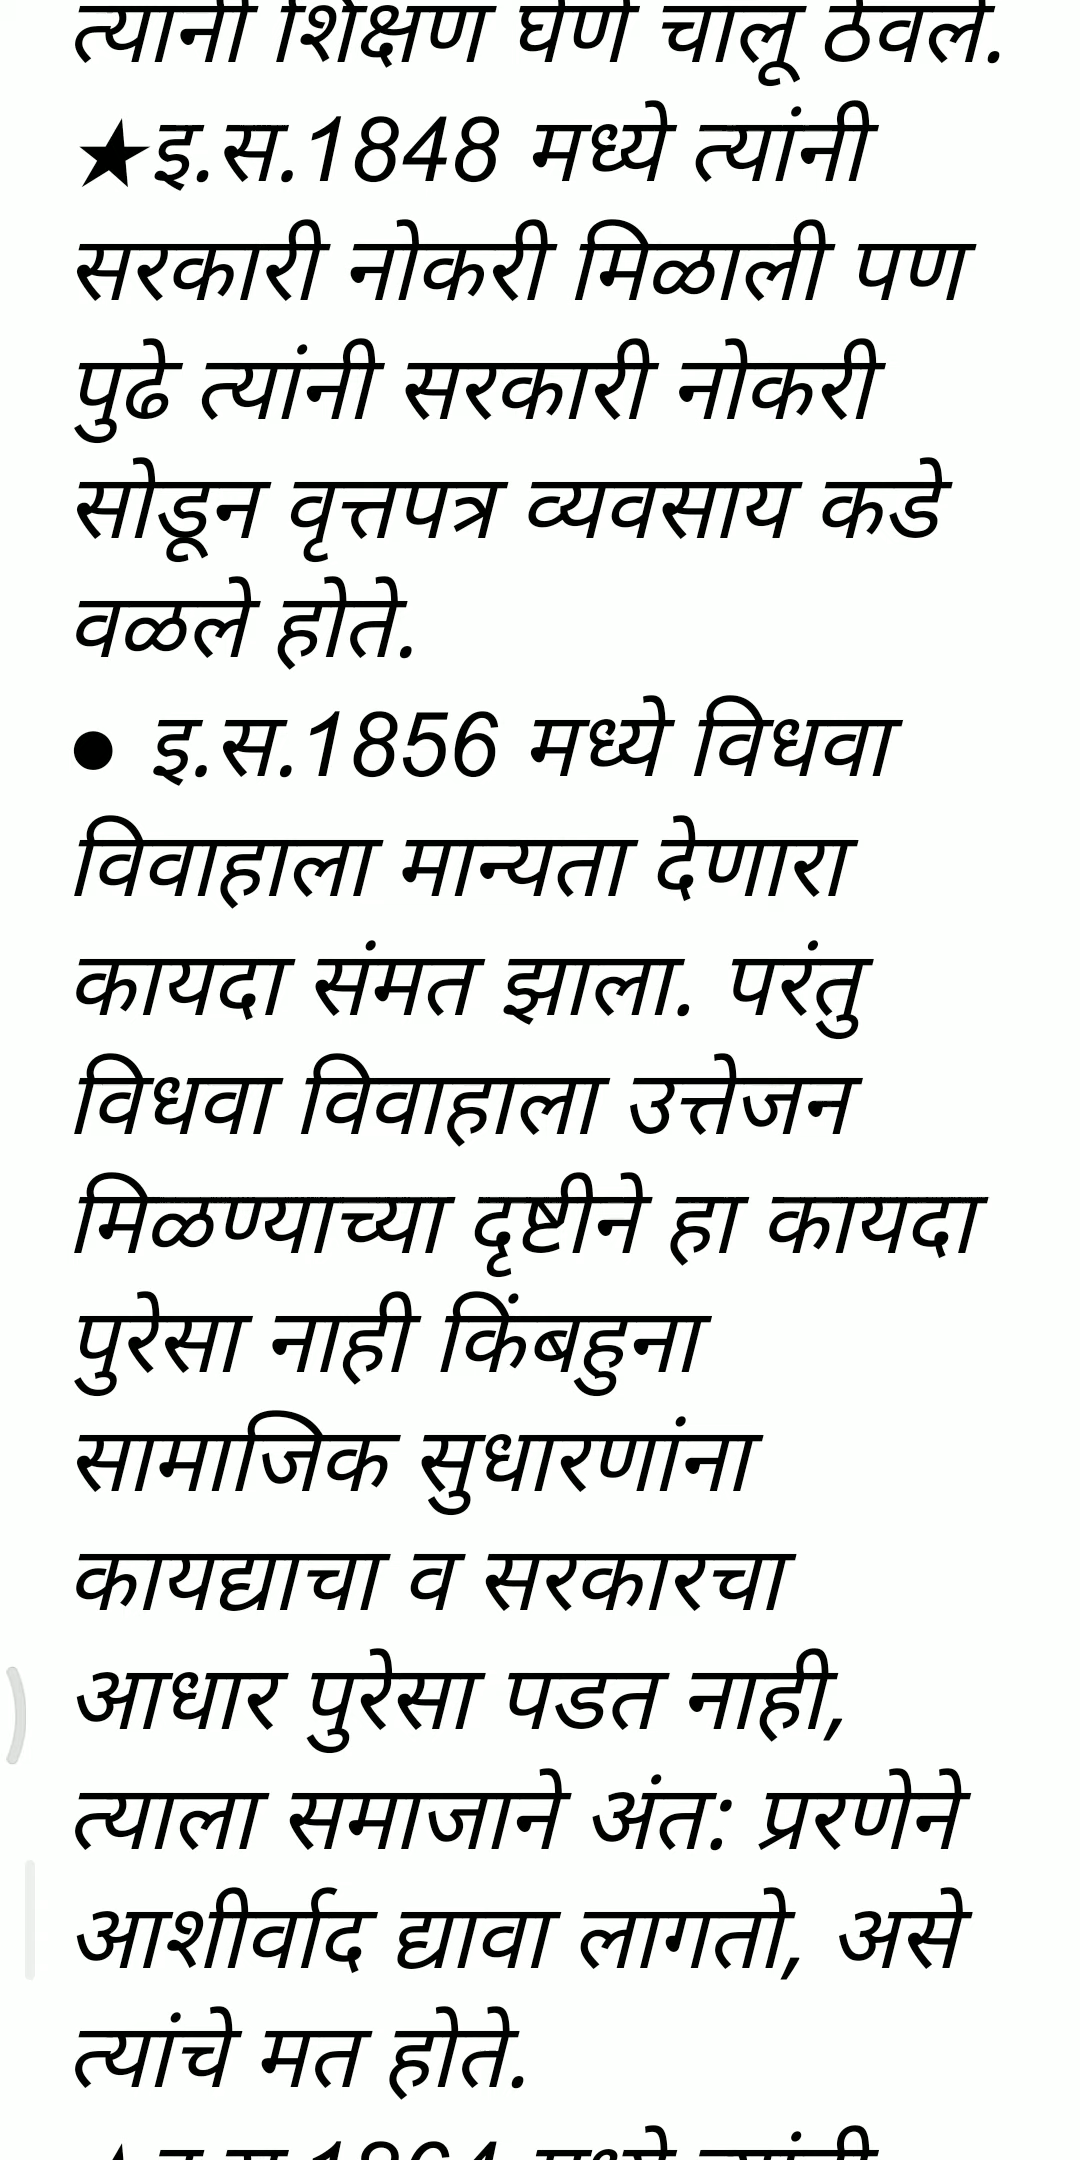 त्यांनी शिक्षण घेणे चालू ठेवले.
★इ.स.1848 मध्ये त्यांनी
सरकारी नोकरी मिळाली पण
पुढे त्यांनी सरकारी नोकरी
सोडून वृत्तपत्र व्यवसाय कडे
वळले होते.
● इ.स.1856 मध्ये विधवा
विवाहाला मान्यता देणारा
कायदा संमत झाला. परंतु
विधवा विवाहाला उत्तेजन
मिळण्याच्या दृष्टीने हा कायदा
पुरेसा नाही किंबहुना
सामाजिक सुधारणांना
कायद्याचा व सरकारचा
आधार पुरेसा पडत नाही,
त्याला समाजाने अंत: प्ररणेने
आशीर्वाद द्यावा लागतो, असे
त्यांचे मत होते.
★इ.स.1864 मध्ये त्यांनी